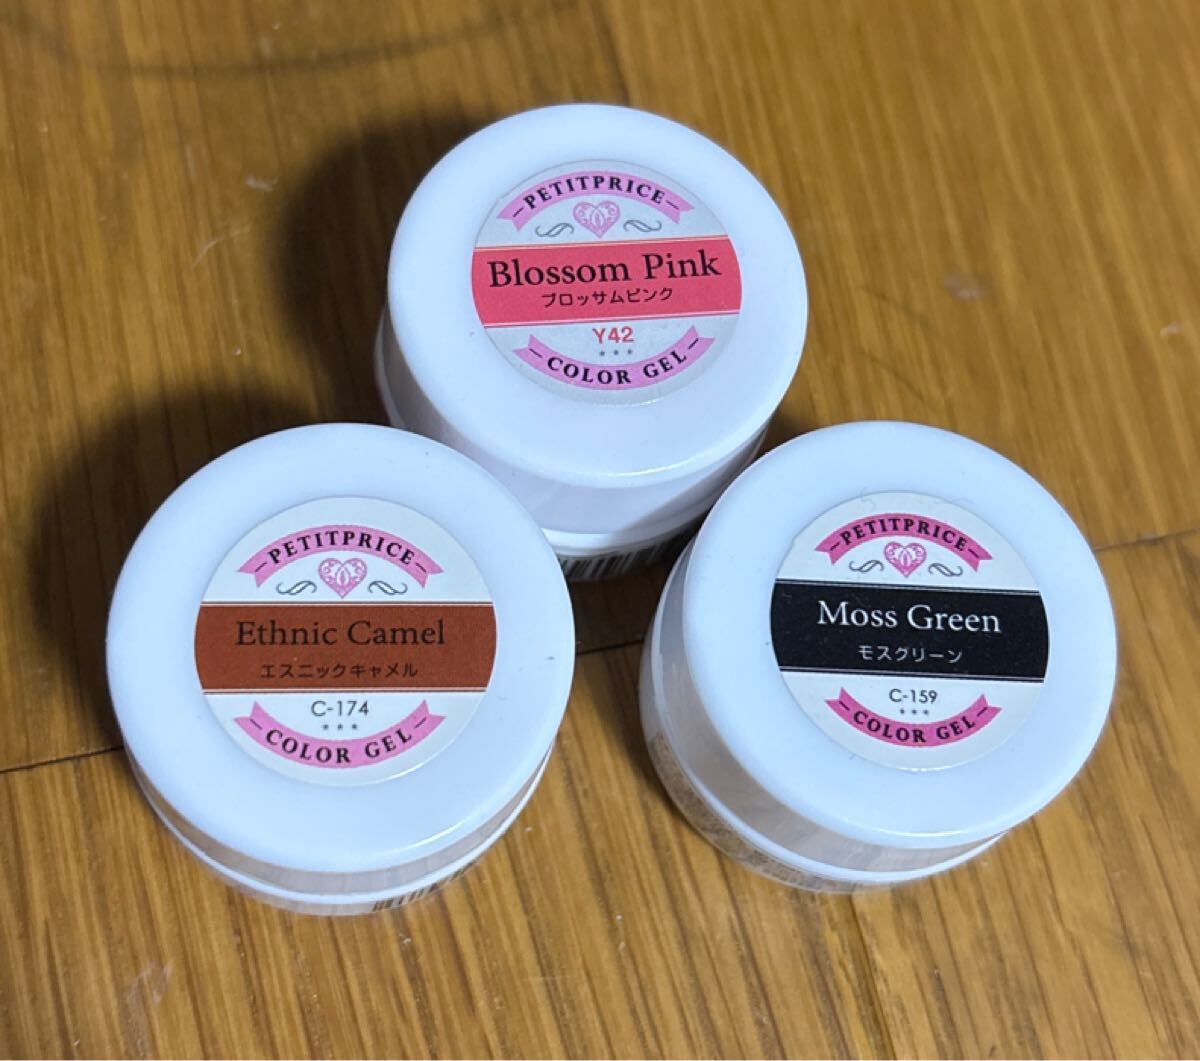 PETITPRICE
Blossom Pink
ブロッサムピンク
Y42
COLOR GEL
PETITPRICE
Ethnic Camel
エスニックキャメル
C-174
COLOR GEL
PETITPRICE
Moss Green
モスグリーン
C-159
COLOR GEL